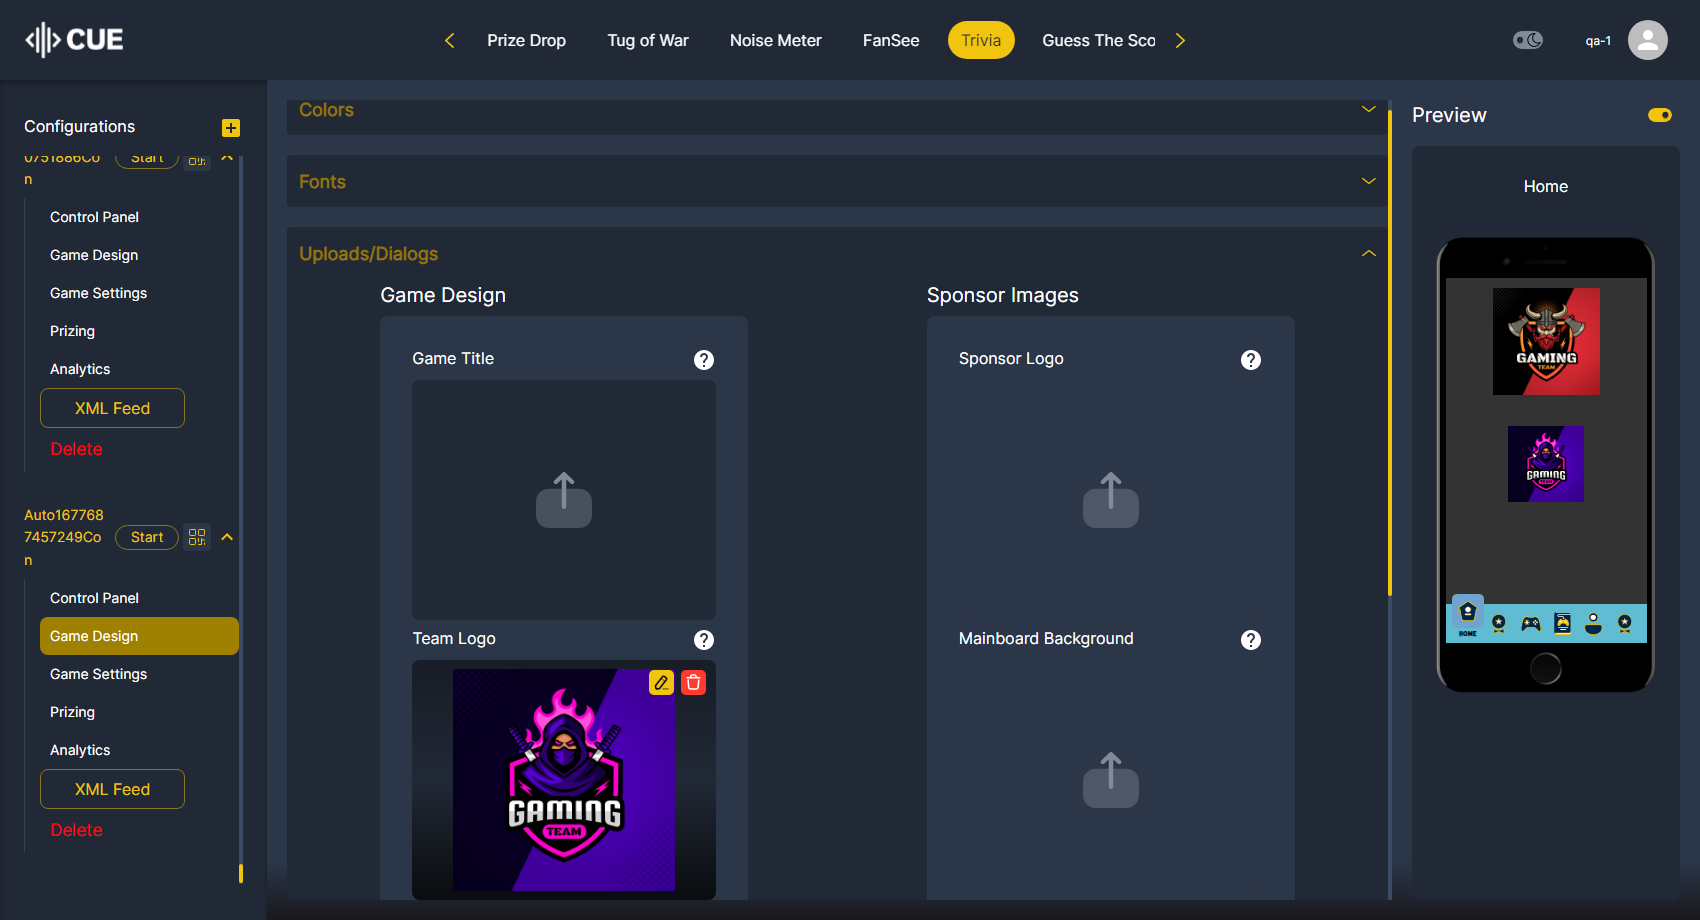 CUE
Prize Drop
Tug of War
Noise Meter
FanSee
Trivia
Guess The Sco
qa-1
Configurations
0751886Co
n
Start
Control Panel
Game Design
Game Settings
Prizing
Analytics
XML Feed
Delete
Auto167768
7457249Co
n
Start
Control Panel
Game Design
Game Settings
Prizing
Analytics
XML Feed
Delete
Colors
Fonts
Uploads/Dialogs
Game Design
Game Title
?
Team Logo
?
GAMING
TEAM
Sponsor Images
Sponsor Logo
?
Mainboard Background
?
Preview
Home
GAMING
TEAM
GAMING
TEAM
HOME